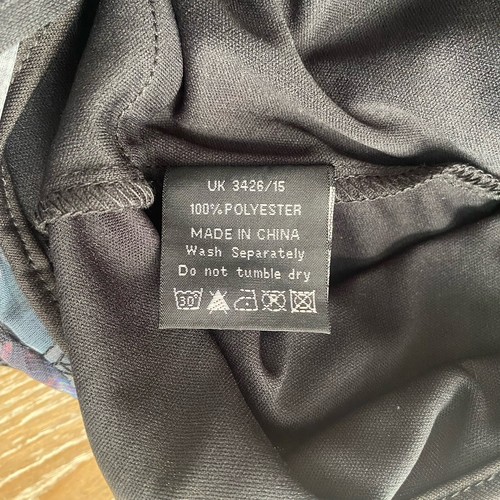 UK 3426/15
100%POLYESTER
MADE IN CHINA
Wash Separately
Do not tumble dry
30